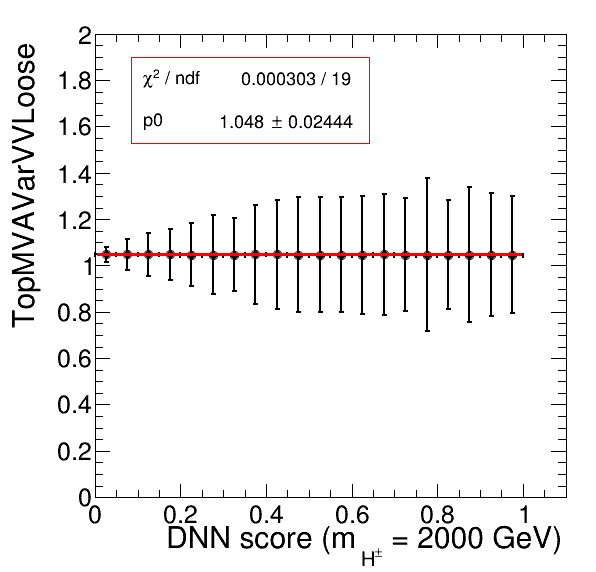 TopMVAVarVVLoose
2
1.8
1.6
1.4
1.2
1
0.8
0.6
0.4
0.2
0
χ² / ndf 0.000303 / 19
p0 1.048 ± 0.02444
0 0.2 0.4 0.6 0.8 1
DNN score (m_H± = 2000 GeV)